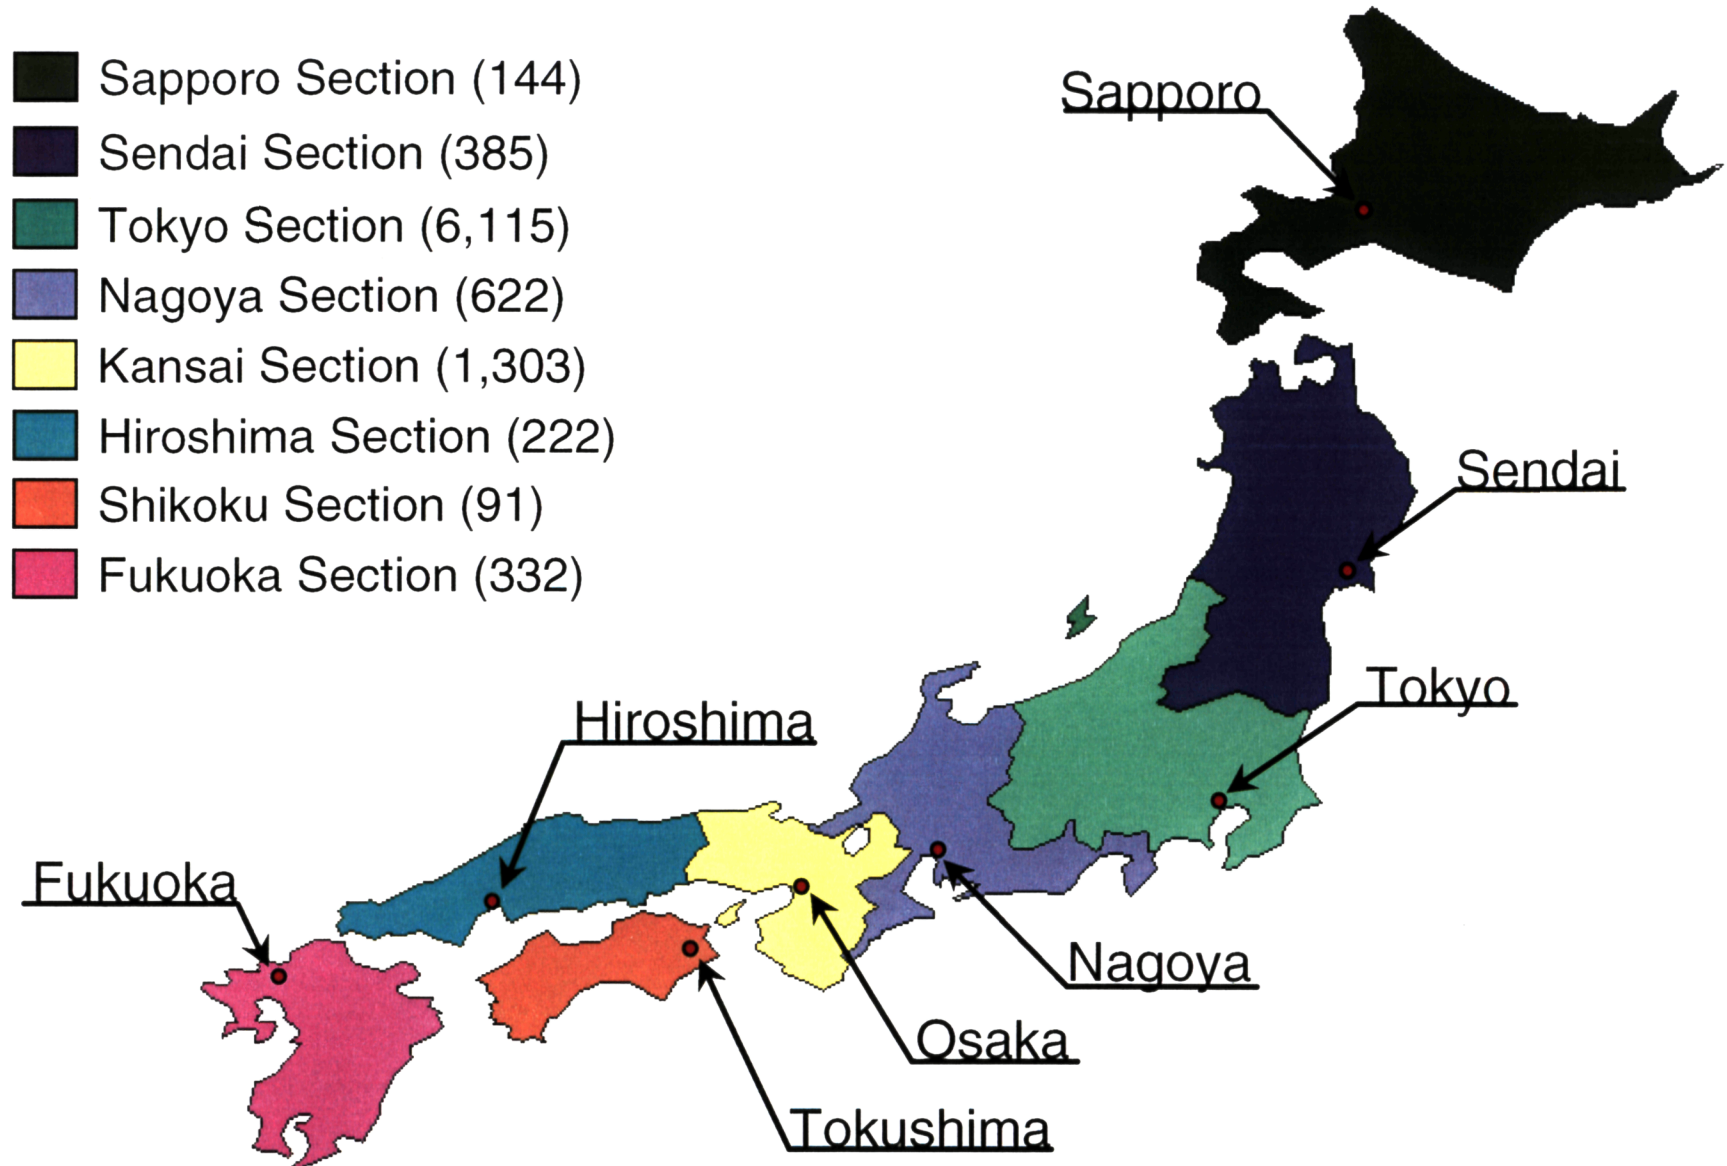 Sapporo Section (144)
Sendai Section (385)
Tokyo Section (6,115)
Nagoya Section (622)
Kansai Section (1,303)
Hiroshima Section (222)
Shikoku Section (91)
Fukuoka Section (332)
Sapporo
Sendai
Tokyo
Hiroshima
Fukuoka
Nagoya
Osaka
Tokushima